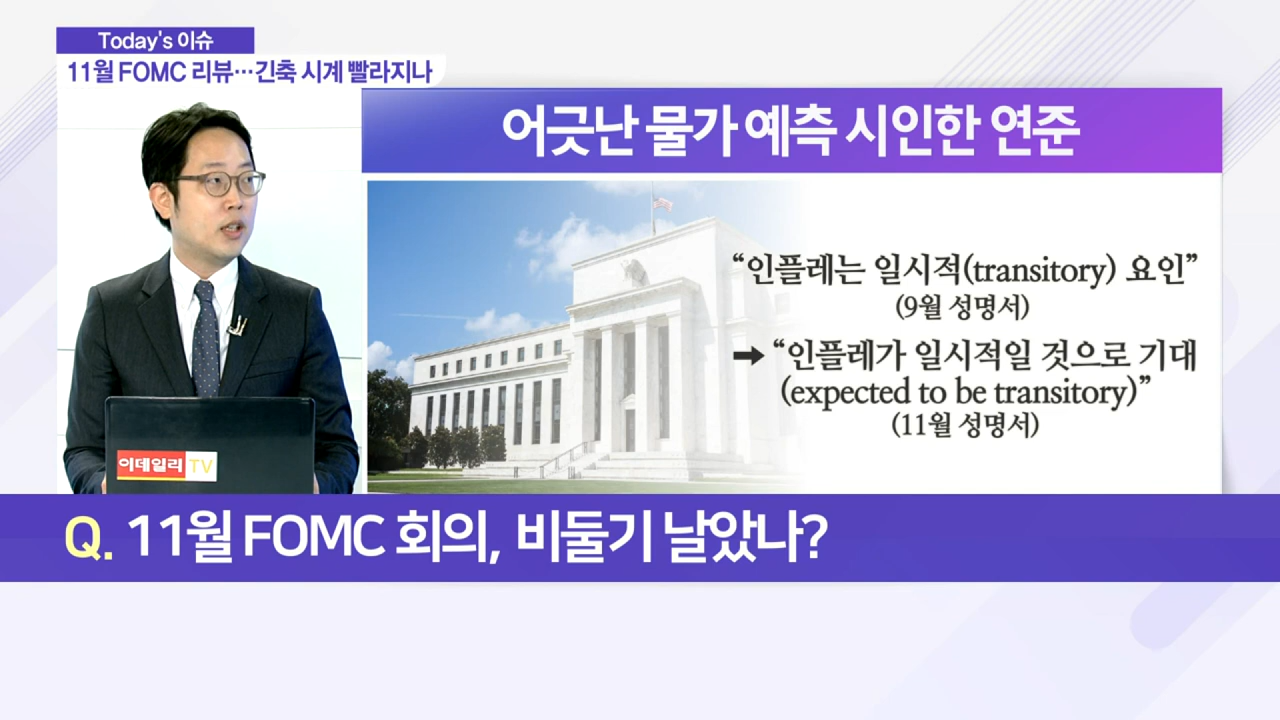 Today's 이슈
11월 FOMC 리뷰…긴축 시계 빨라지나
어긋난 물가 예측 시인한 연준
“인플레는 일시적(transitory) 요인”
(9월 성명서)
➡ “인플레가 일시적일 것으로 기대
(expected to be transitory)”
(11월 성명서)
이데일리 TV
Q. 11월 FOMC 회의, 비둘기 날았나?